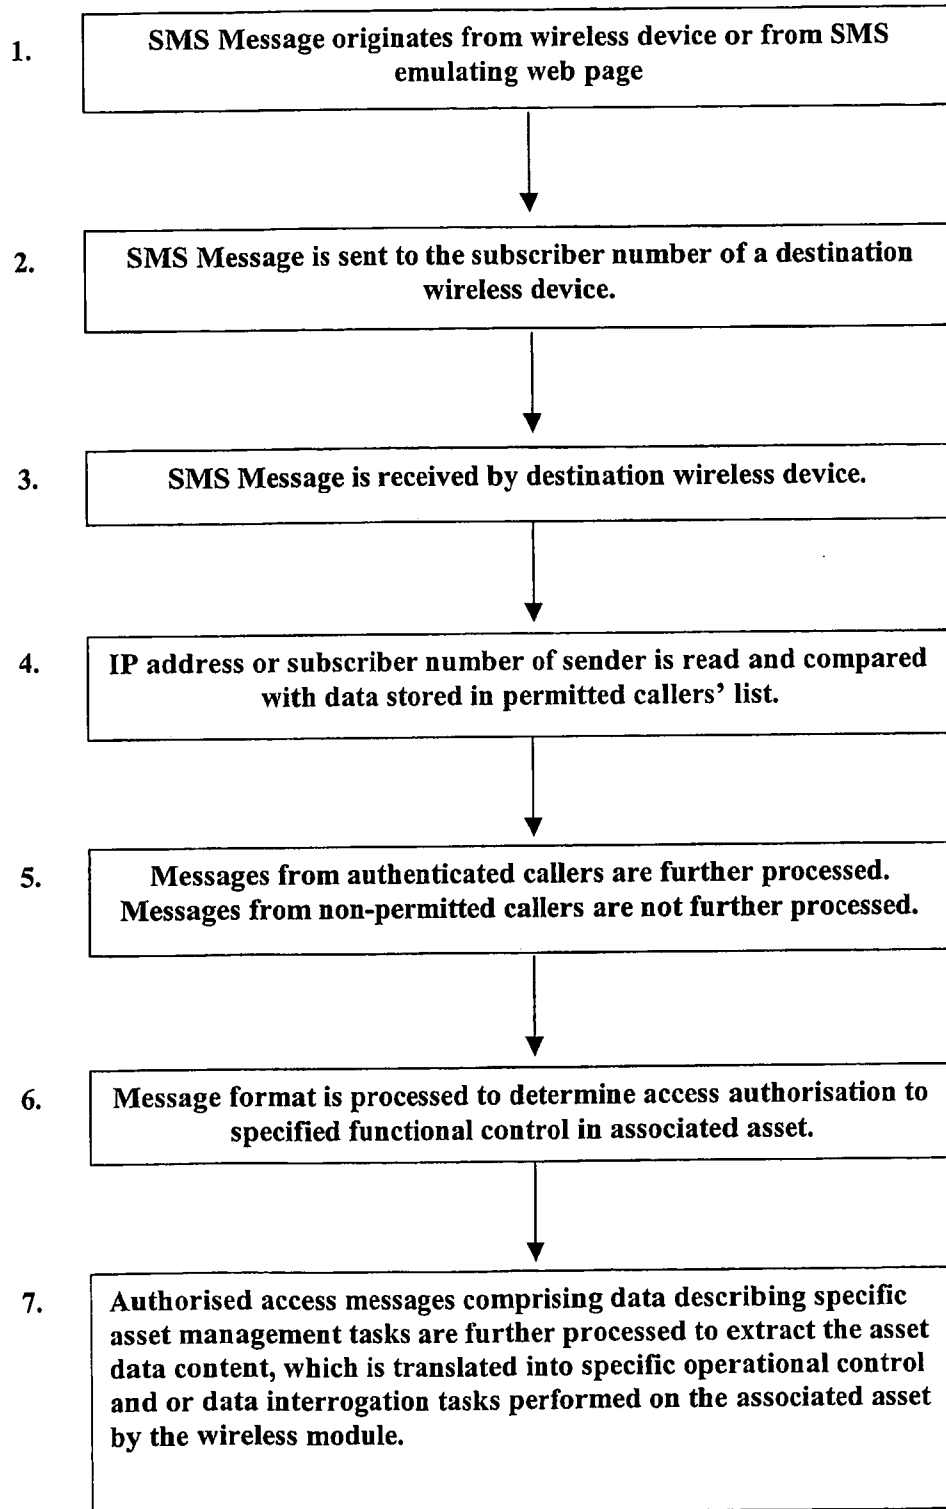 1.
SMS Message originates from wireless device or from SMS
emulating web page
2.
SMS Message is sent to the subscriber number of a destination
wireless device.
3.
SMS Message is received by destination wireless device.
4.
IP address or subscriber number of sender is read and compared
with data stored in permitted callers’ list.
5.
Messages from authenticated callers are further processed.
Messages from non-permitted callers are not further processed.
6.
Message format is processed to determine access authorisation to
specified functional control in associated asset.
7.
Authorised access messages comprising data describing specific
asset management tasks are further processed to extract the asset
data content, which is translated into specific operational control
and or data interrogation tasks performed on the associated asset
by the wireless module.